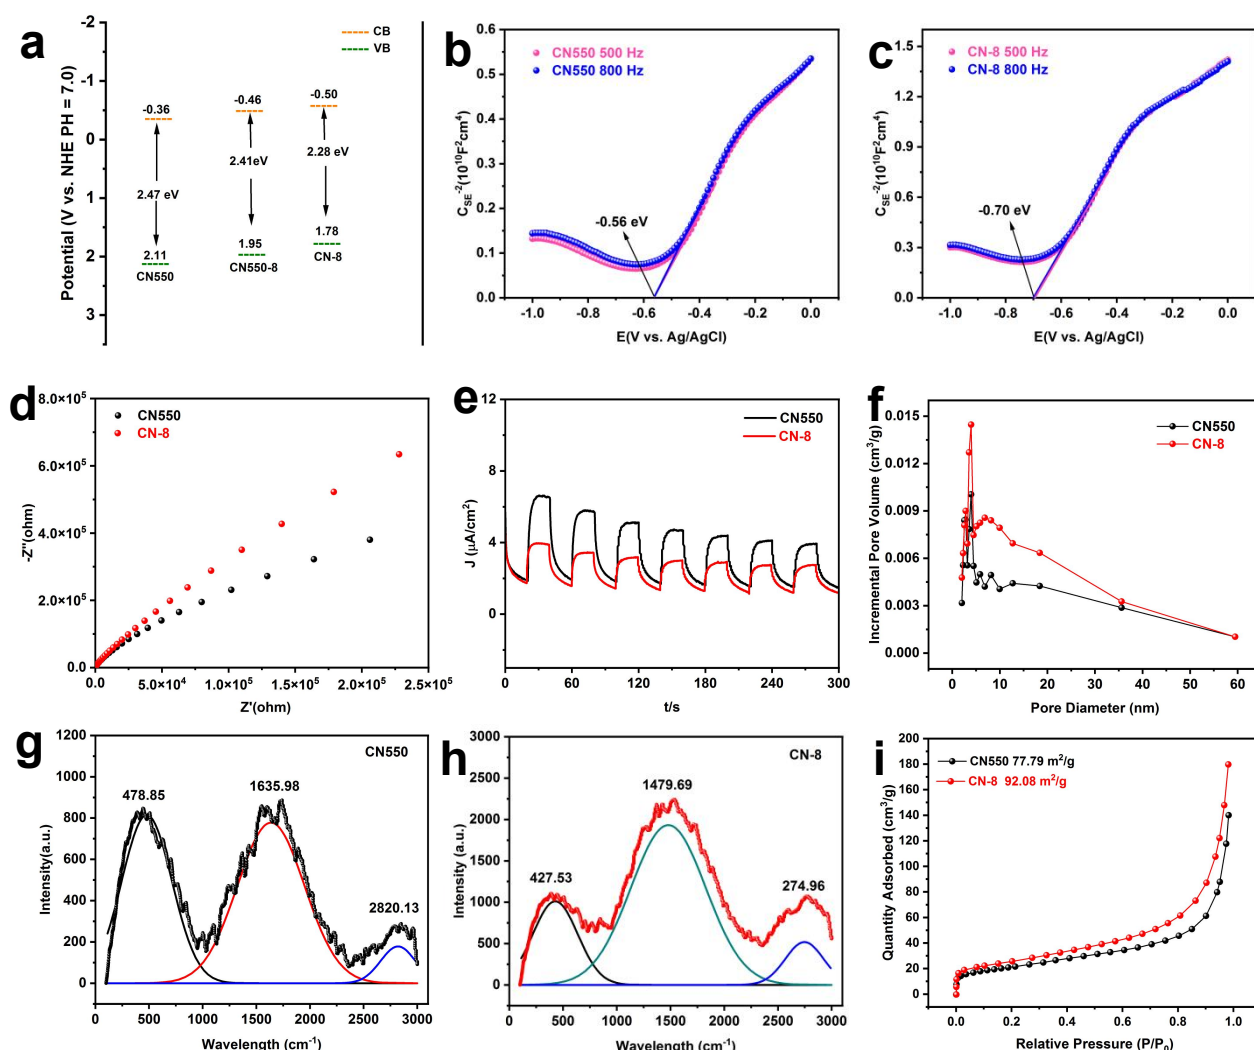 a
Potential (V vs. NHE PH = 7.0)
-2
-1
0
1
2
3
CB
VB
-0.36
-0.46
-0.50
2.47 eV
2.41eV
2.28 eV
2.11
1.95
1.78
CN550
CN550-8
CN-8
b
CN550 500 Hz
CN550 800 Hz
C_SE^-2(10^10F^2cm^4)
0.6
0.5
0.4
0.3
0.2
0.1
0.0
-0.56 eV
-1.0 -0.8 -0.6 -0.4 -0.2 0.0
E(V vs. Ag/AgCl)
c
CN-8 500 Hz
CN-8 800 Hz
C_SE^-2(10^10F^2cm^4)
1.5
1.2
0.9
0.6
0.3
0.0
-0.70 eV
-1.0 -0.8 -0.6 -0.4 -0.2 0.0
E(V vs. Ag/AgCl)
d
CN550
CN-8
-Z''(ohm)
8.0×10^5
6.0×10^5
4.0×10^5
2.0×10^5
0.0
0.0 5.0×10^4 1.0×10^5 1.5×10^5 2.0×10^5 2.5×10^5
Z'(ohm)
e
CN550
CN-8
J (μA/cm^2)
12
8
4
0
0 60 120 180 240 300
t/s
f
CN550
CN-8
Incremental Pore Volume (cm^3/g)
0.015
0.012
0.009
0.006
0.003
0.000
0 10 20 30 40 50 60
Pore Diameter (nm)
g
CN550
Intensity(a.u.)
1200
1000
800
600
400
200
0
478.85
1635.98
2820.13
500 1000 1500 2000 2500 3000
Wavelength (cm^-1)
h
CN-8
Intensity (a.u.)
3000
2500
2000
1500
1000
500
0
427.53
1479.69
274.96
500 1000 1500 2000 2500 3000
Wavelength (cm^-1)
i
CN550 77.79 m^2/g
CN-8 92.08 m^2/g
Quantity Adsorbed (cm^3/g)
200
180
160
140
120
100
80
60
40
20
0
0.0 0.2 0.4 0.6 0.8 1.0
Relative Pressure (P/P_0)